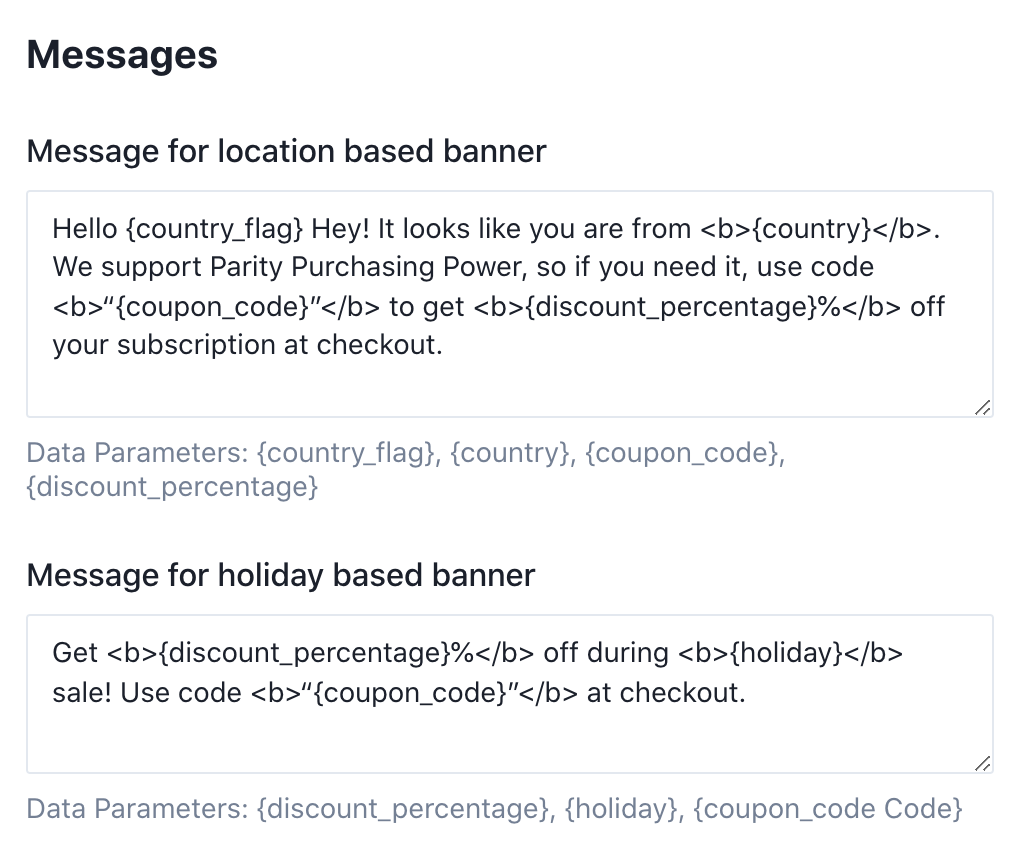 Messages
Message for location based banner
Hello {country_flag} Hey! It looks like you are from <b>{country}</b>.
We support Parity Purchasing Power, so if you need it, use code
<b>“{coupon_code}”</b> to get <b>{discount_percentage}%</b> off
your subscription at checkout.
Data Parameters: {country_flag}, {country}, {coupon_code},
{discount_percentage}
Message for holiday based banner
Get <b>{discount_percentage}%</b> off during <b>{holiday}</b>
sale! Use code <b>“{coupon_code}”</b> at checkout.
Data Parameters: {discount_percentage}, {holiday}, {coupon_code Code}